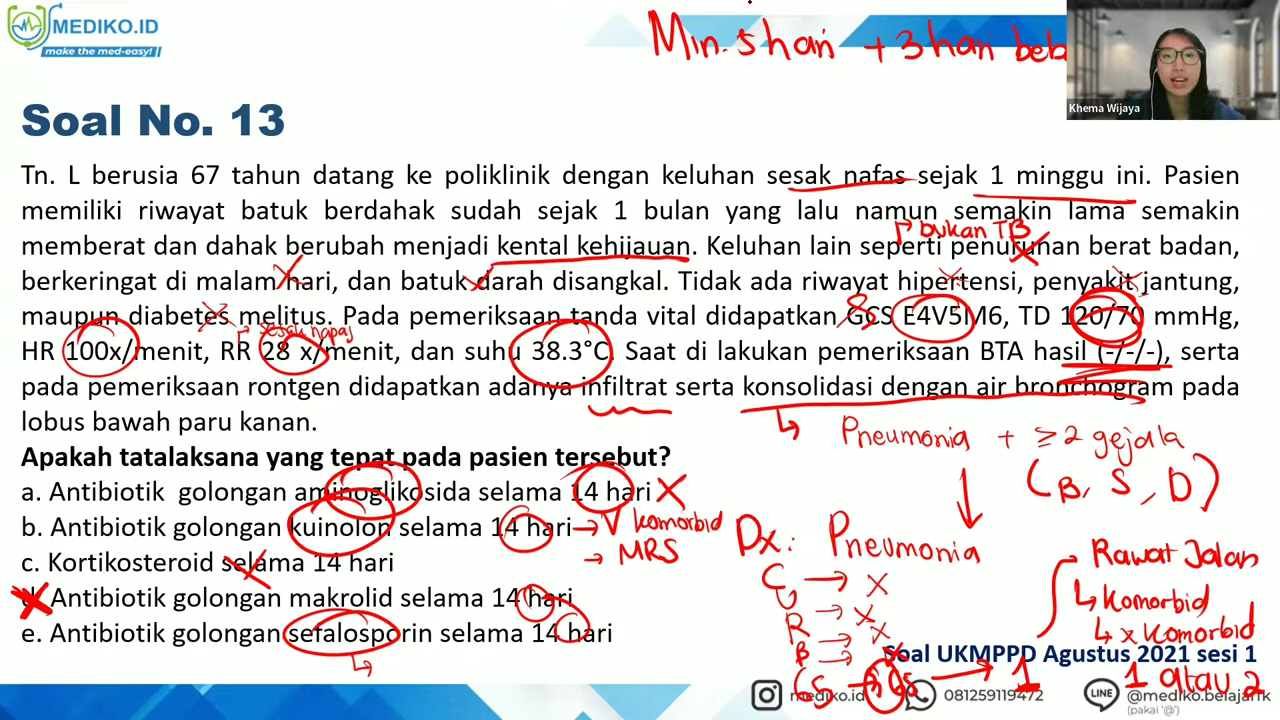 MEDIKO.ID
make the med-easy!
Min. 5 hari + 3 hari beba
Khema Wijaya
Soal No. 13
Tn. L berusia 67 tahun datang ke poliklinik dengan keluhan sesak nafas sejak 1 minggu ini. Pasien
memiliki riwayat batuk berdahak sudah sejak 1 bulan yang lalu namun semakin lama semakin
bukan TB
memberat dan dahak berubah menjadi kental kehijauan. Keluhan lain seperti penurunan berat badan,
berkeringat di malam hari, dan batuk darah disangkal. Tidak ada riwayat hipertensi, penyakit jantung,
maupun diabetes melitus. Pada pemeriksaan tanda vital didapatkan GCS E4V5M6, TD 120/70 mmHg,
sesak napas
HR 100x/menit, RR 28 x/menit, dan suhu 38.3°C. Saat di lakukan pemeriksaan BTA hasil (-/-/-), serta
pada pemeriksaan rontgen didapatkan adanya infiltrat serta konsolidasi dengan air bronchogram pada
lobus bawah paru kanan.
Pneumonia + ≥2 gejala
(B, S, D)
Apakah tatalaksana yang tepat pada pasien tersebut?
a. Antibiotik golongan aminoglikosida selama 14 hari X
b. Antibiotik golongan kuinolon selama 14 hari → V komorbid
→ MRS
c. Kortikosteroid selama 14 hari
d. Antibiotik golongan makrolid selama 14 hari
e. Antibiotik golongan sefalosporin selama 14 hari
Dx: Pneumonia
C → X
U → X
R → X
B → X
65 → → 1
Rawat Jalan
↳ Komorbid
↳ x Komorbid
1 atau 2
Soal UKMPPD Agustus 2021 sesi 1
mediko.id
081259119472
@mediko.belajar
(pakai '@')
LINE